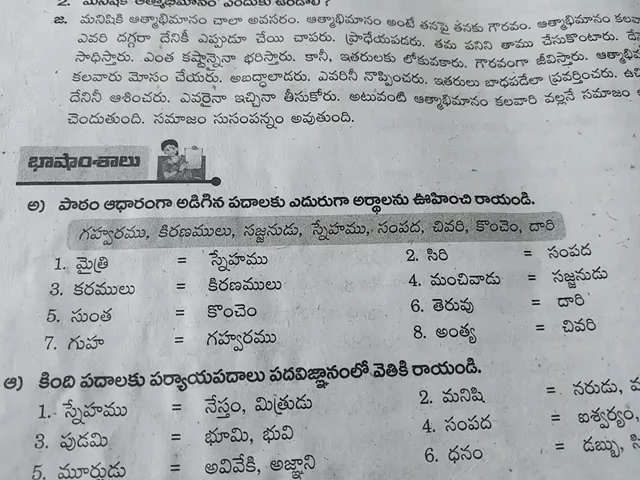 2. మనిషికి ఆత్మాభిమానం ఎందుకు ఉండాలి?
జ. మనిషికి ఆత్మాభిమానం చాలా అవసరం. ఆత్మాభిమానం అంటే తనపై తనకు గౌరవం. ఆత్మాభిమానం
ఎవరి దగ్గరా దేనికీ ఎప్పుడూ చేయి చాపరు. ప్రాధేయపడరు. తమ పనిని తాము చేసుకొంటారు.
సాధిస్తారు. ఎంత కష్టాన్నైనా భరిస్తారు. కానీ, ఇతరులకు లోకువకారు. గౌరవంగా జీవిస్తారు.
కలవారు మోసం చేయరు. అబద్ధాలాడరు. ఎవరినీ నొప్పించరు. ఇతరులు బాధపడేలా ప్రవర్తించరు.
దేనినీ ఆశించరు. ఎవరైనా ఇచ్చినా తీసుకోరు. అటువంటి ఆత్మాభిమానం కలవారి వల్లనే సమాజం
చెందుతుంది. సమాజం సుసంపన్నం అవుతుంది.
భాషాంశాలు
అ) పాఠం ఆధారంగా అడిగిన పదాలకు ఎదురుగా అర్థాలను ఊహించి రాయండి.
గహ్వరము, కిరణములు, సజ్జనుడు, స్నేహము, సంపద, చివరి, కొంచెం, దారి
1. మైత్రి = స్నేహము 2. సిరి = సంపద
3. కరములు = కిరణములు 4. మంచివాడు = సజ్జనుడు
5. సుంత = కొంచెం 6. తెరువు = దారి
7. గుహ = గహ్వరము 8. అంత్య = చివరి
ఆ) కింది పదాలకు పర్యాయపదాలు పదవిజ్ఞానంలో వెతికి రాయండి.
1. స్నేహము = నేస్తం, మిత్రుడు 2. మనిషి = నరుడు,
3. పుడమి = భూమి, భువి 4. సంపద = ఐశ్వర్యం,
5. మూర్ఖుడు = అవివేకి, అజ్ఞాని 6. ధనం = డబ్బు,